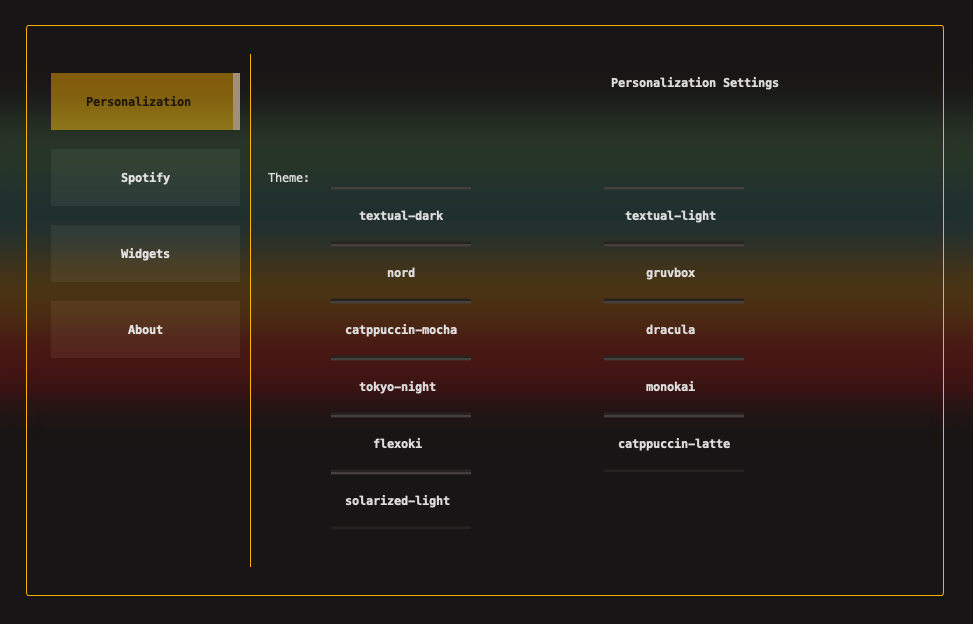 Personalization
Spotify
Widgets
About
Personalization Settings
Theme:
textual-dark
textual-light
nord
gruvbox
catppuccin-mocha
dracula
tokyo-night
monokai
flexoki
catppuccin-latte
solarized-light